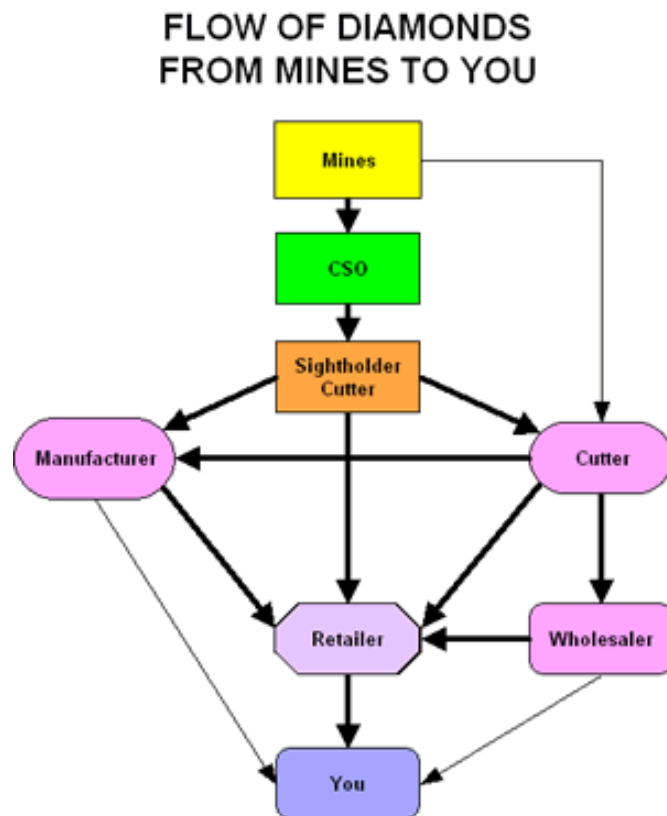 FLOW OF DIAMONDS
FROM MINES TO YOU
Mines
CSO
Sightholder
Cutter
Manufacturer
Cutter
Retailer
Wholesaler
You